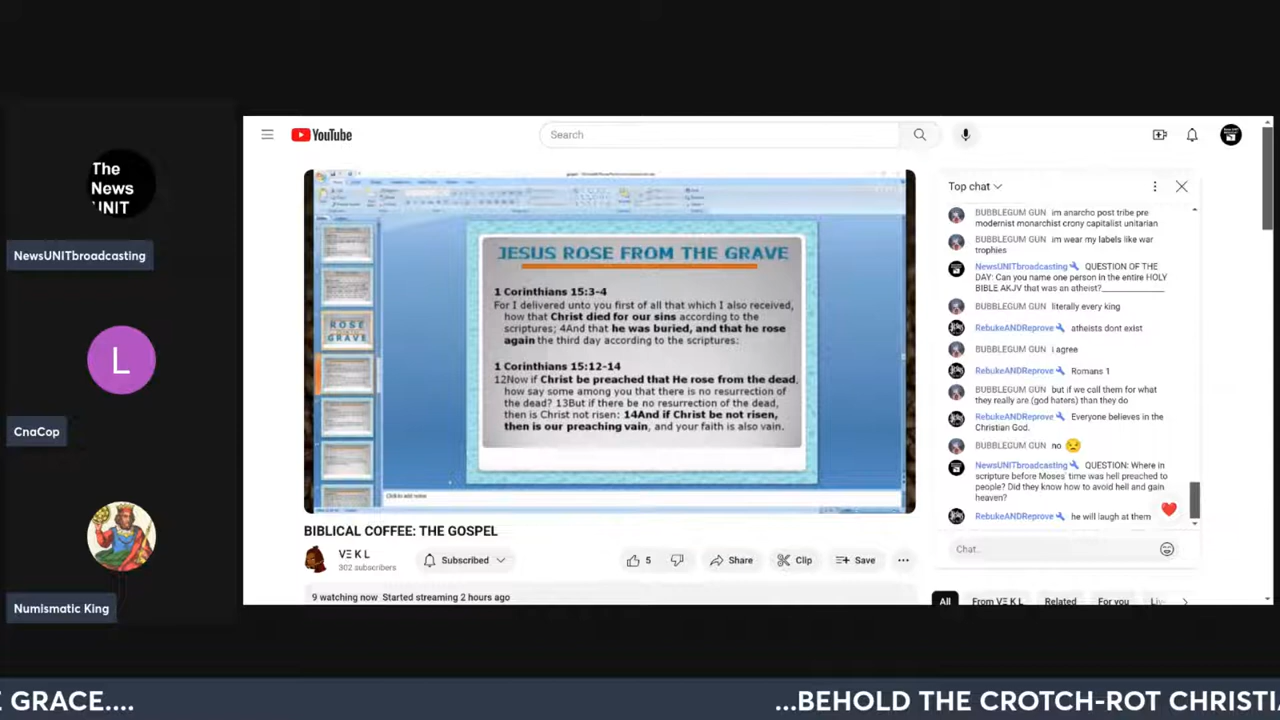 The
News
UNIT
NewsUNITbroadcasting
L
CnaCop
Numismatic King
YouTube
Search
JESUS ROSE FROM THE GRAVE
1 Corinthians 15:3-4
For I delivered unto you first of all that which I also received,
how that Christ died for our sins according to the
scriptures; 4And that he was buried, and that he rose
again the third day according to the scriptures:
1 Corinthians 15:12-14
12Now if Christ be preached that He rose from the dead,
how say some among you that there is no resurrection of
the dead? 13But if there be no resurrection of the dead,
then is Christ not risen: 14And if Christ be not risen,
then is our preaching vain, and your faith is also vain.
ROSE
GRAVE
Click to add notes
BIBLICAL COFFEE: THE GOSPEL
VΞ K L
302 subscribers
Subscribed
5
Share
Clip
Save
9 watching now Started streaming 2 hours ago
Top chat
BUBBLEGUM GUN im anarcho post tribe pre
modernist monarchist crony capitalist unitarian
BUBBLEGUM GUN im wear my labels like war
trophies
NewsUNITbroadcasting QUESTION OF THE
DAY: Can you name one person in the entire HOLY
BIBLE AKJV that was an atheist?____________
BUBBLEGUM GUN literally every king
RebukeANDReprove atheists dont exist
BUBBLEGUM GUN i agree
RebukeANDReprove Romans 1
BUBBLEGUM GUN but if we call them for what
they really are (god haters) than they do
RebukeANDReprove Everyone believes in the
Christian God.
BUBBLEGUM GUN no 😒
NewsUNITbroadcasting QUESTION: Where in
scripture before Moses' time was hell preached to
people? Did they know how to avoid hell and gain
heaven?
RebukeANDReprove he will laugh at them
Chat...
All From VΞ K L Related For you Liv
E GRACE.... ...BEHOLD THE CROTCH-ROT CHRISTI